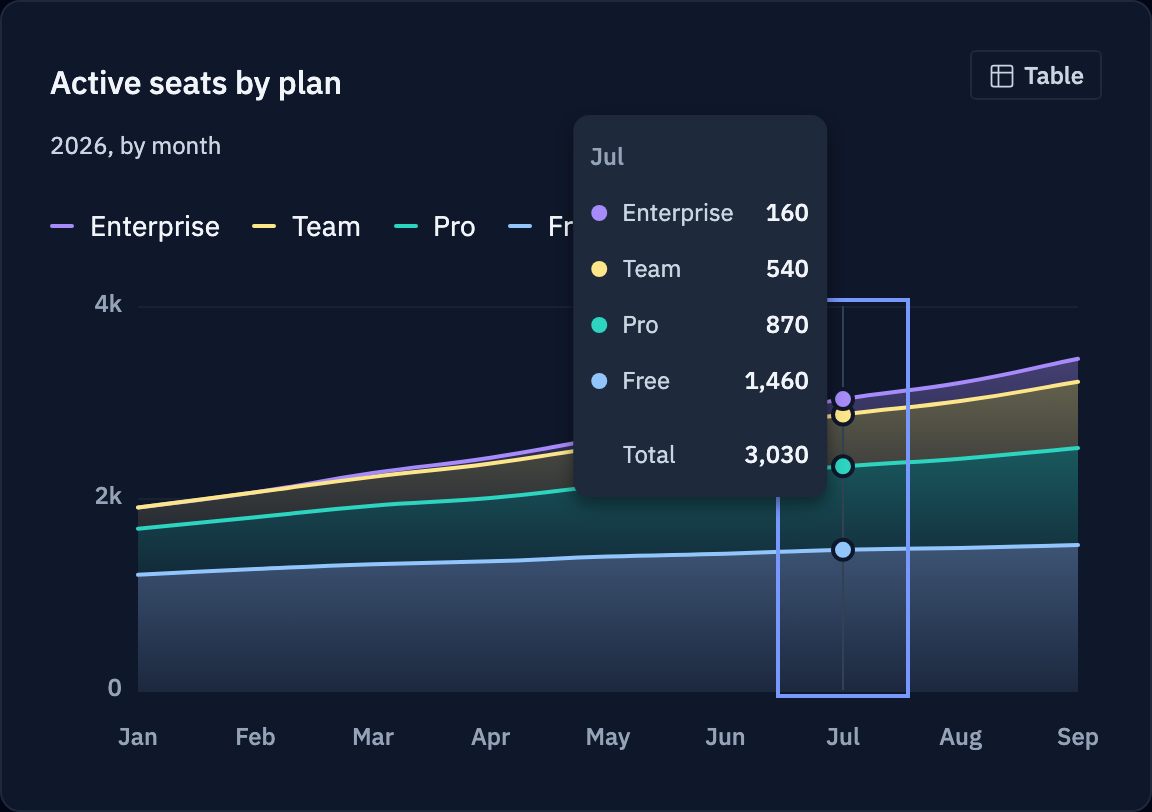 Active seats by plan
Table
2026, by month
Enterprise
Team
Pro
Fr
Jul
Enterprise 160
Team 540
Pro 870
Free 1,460
Total 3,030
4k
2k
0
Jan Feb Mar Apr May Jun Jul Aug Sep